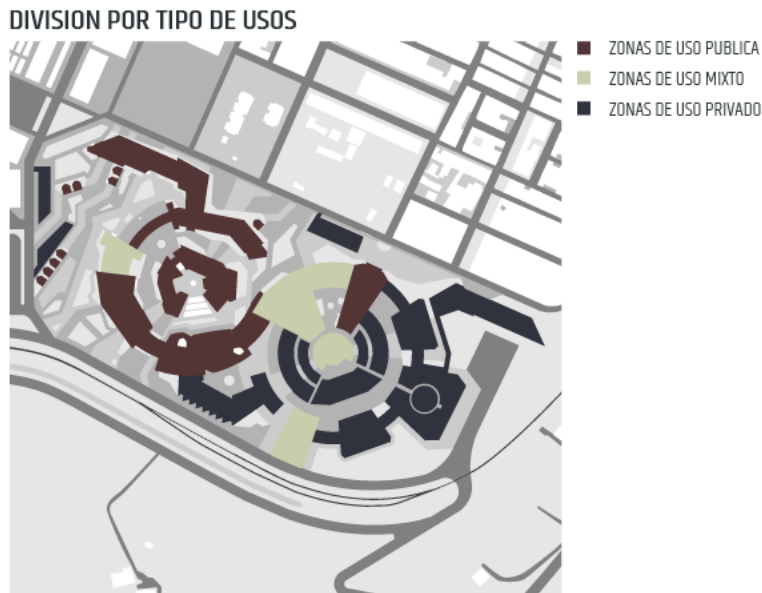 DIVISION POR TIPO DE USOS
ZONAS DE USO PUBLICA
ZONAS DE USO MIXTO
ZONAS DE USO PRIVADO